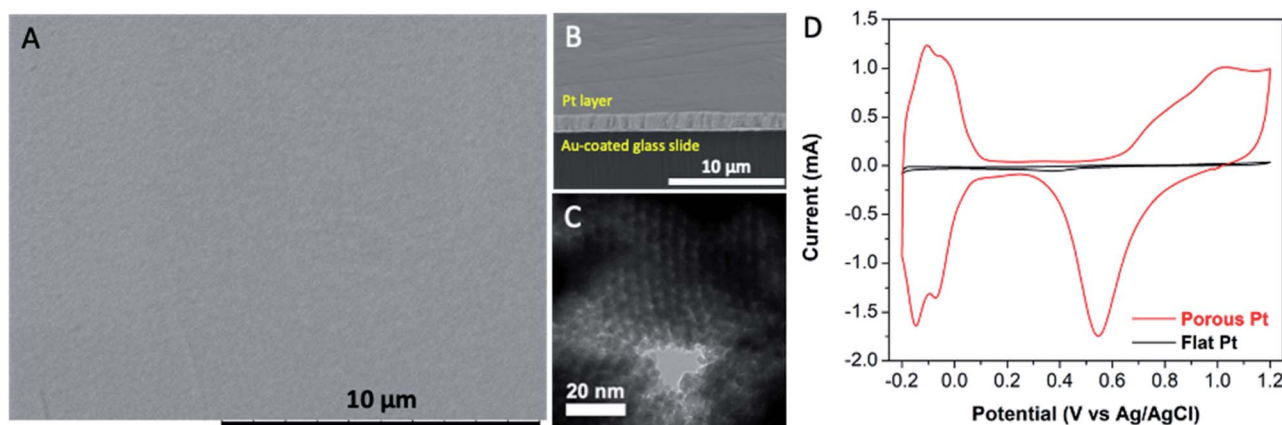 A
10 µm
B
Pt layer
Au-coated glass slide
10 µm
C
20 nm
D
Current (mA)
1.5
1.0
0.5
0.0
-0.5
-1.0
-1.5
-2.0
Porous Pt
Flat Pt
-0.2 0.0 0.2 0.4 0.6 0.8 1.0 1.2
Potential (V vs Ag/AgCl)